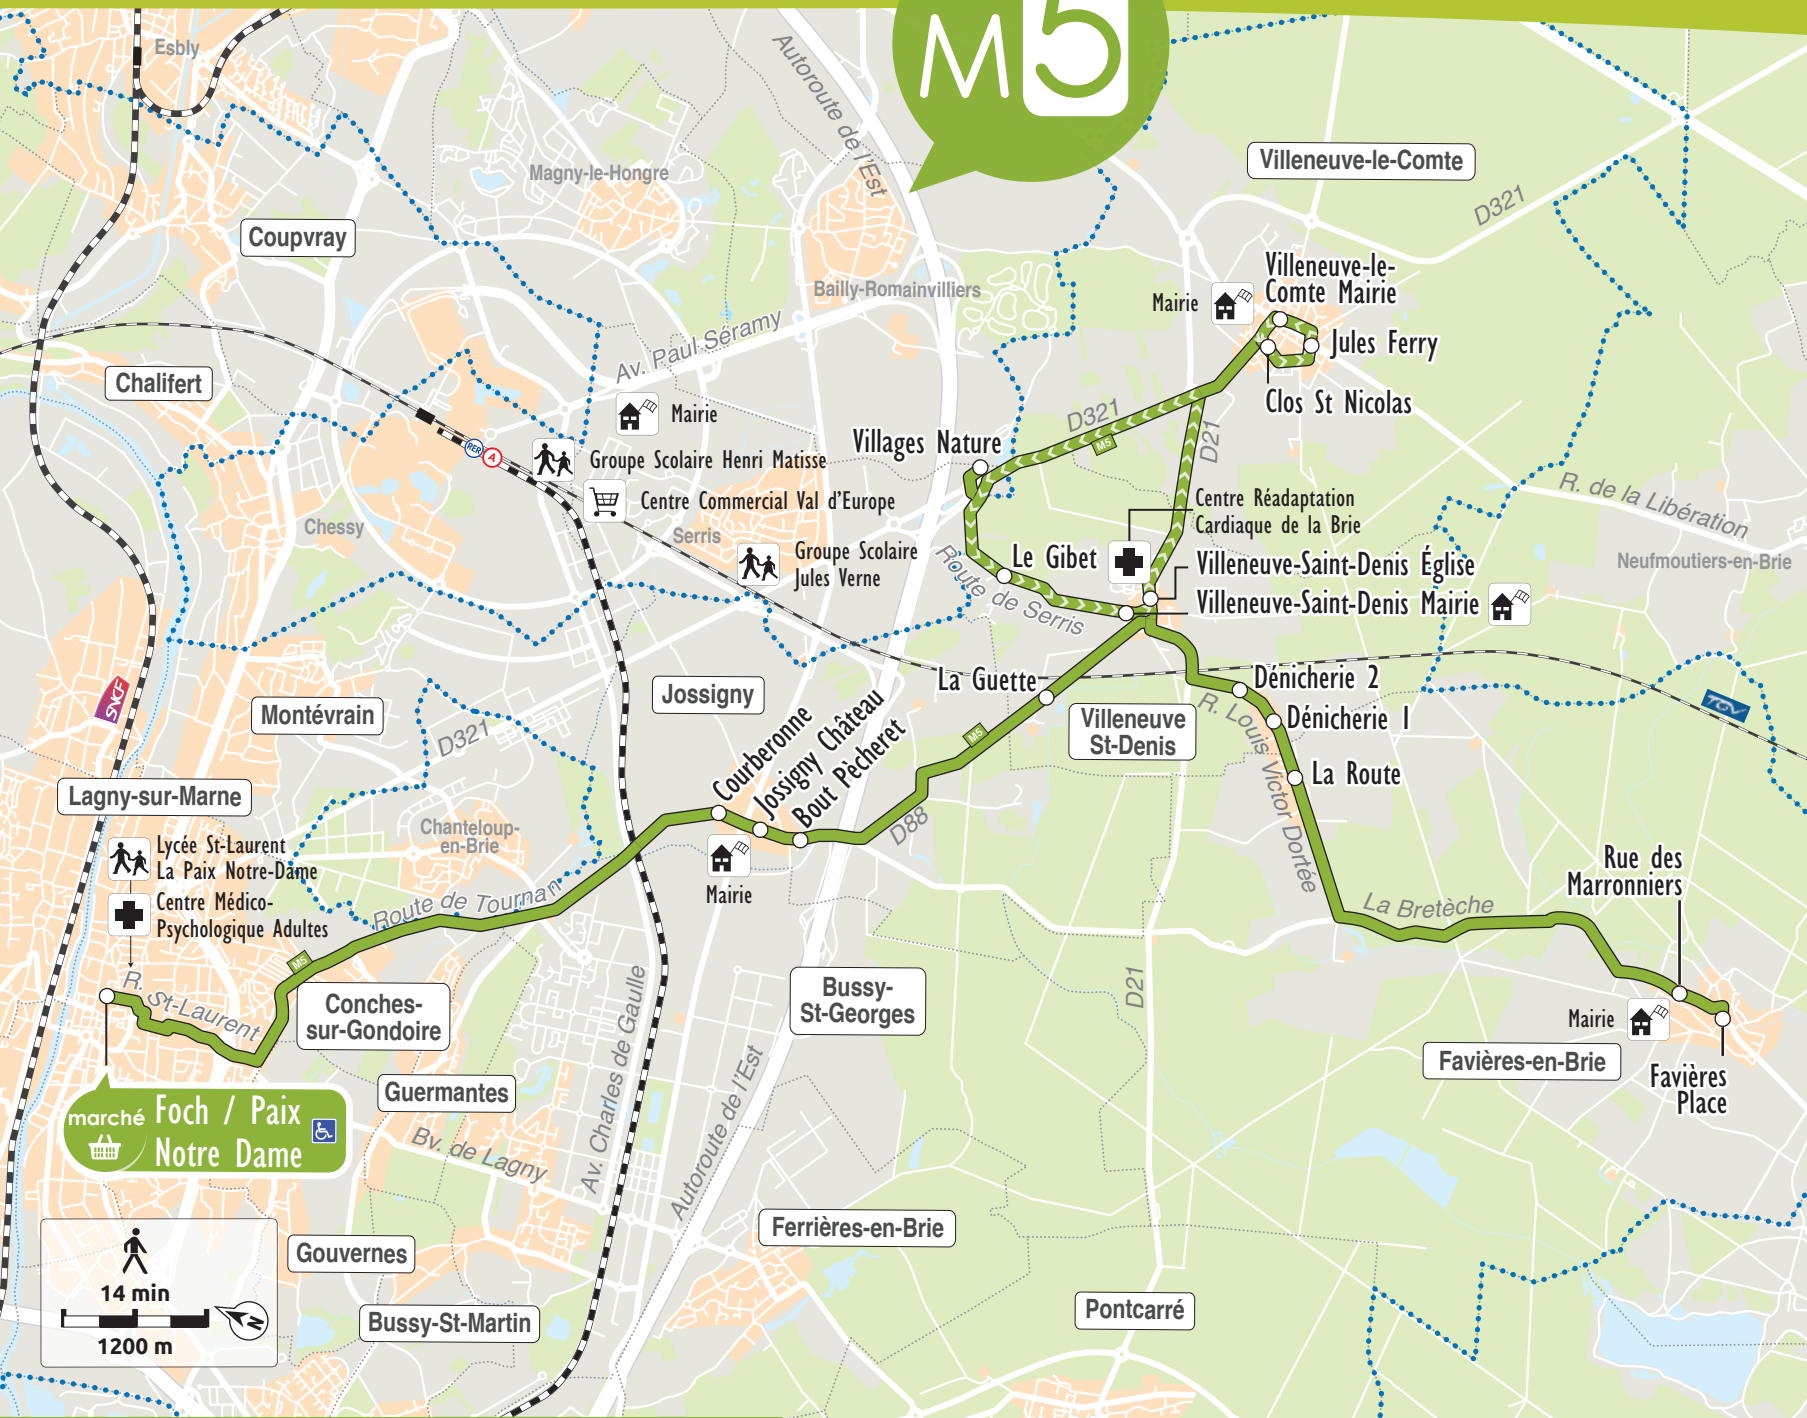 M5
Esbly
Autoroute de l'Est
Magny-le-Hongre
Villeneuve-le-Comte
D321
Coupvray
Bailly-Romainvilliers
Villeneuve-le-
Comte Mairie
Mairie
Jules Ferry
Clos St Nicolas
Av. Paul Séramy
Chalifert
Mairie
D321
M5
D21
Villages Nature
RER
A
Groupe Scolaire Henri Matisse
Centre Commercial Val d'Europe
Chessy
Serris
Groupe Scolaire
Jules Verne
Centre Réadaptation
Cardiaque de la Brie
R. de la Libération
Neufmoutiers-en-Brie
Le Gibet
Route de Serris
Villeneuve-Saint-Denis Église
Villeneuve-Saint-Denis Mairie
La Guette
Dénicherie 2
Dénicherie 1
La Route
R. Louis Victor Dortée
TGV
SNCF
Montévrain
D321
Jossigny
Villeneuve
St-Denis
Courberonne
Jossigny Château
Bout Pècheret
M5
D88
Mairie
Lagny-sur-Marne
Chanteloup-
en-Brie
Lycée St-Laurent
La Paix Notre-Dame
Centre Médico-
Psychologique Adultes
Route de Tournan
M5
R. St-Laurent
Conches-
sur-Gondoire
La Bretèche
Rue des
Marronniers
Mairie
Favières-en-Brie
Favières
Place
D21
Bussy-
St-Georges
Av. Charles de Gaulle
Autoroute de l'Est
Guermantes
Bv. de Lagny
marché
Foch / Paix
Notre Dame
Gouvernes
Ferrières-en-Brie
Bussy-St-Martin
Pontcarré
14 min
1200 m
N